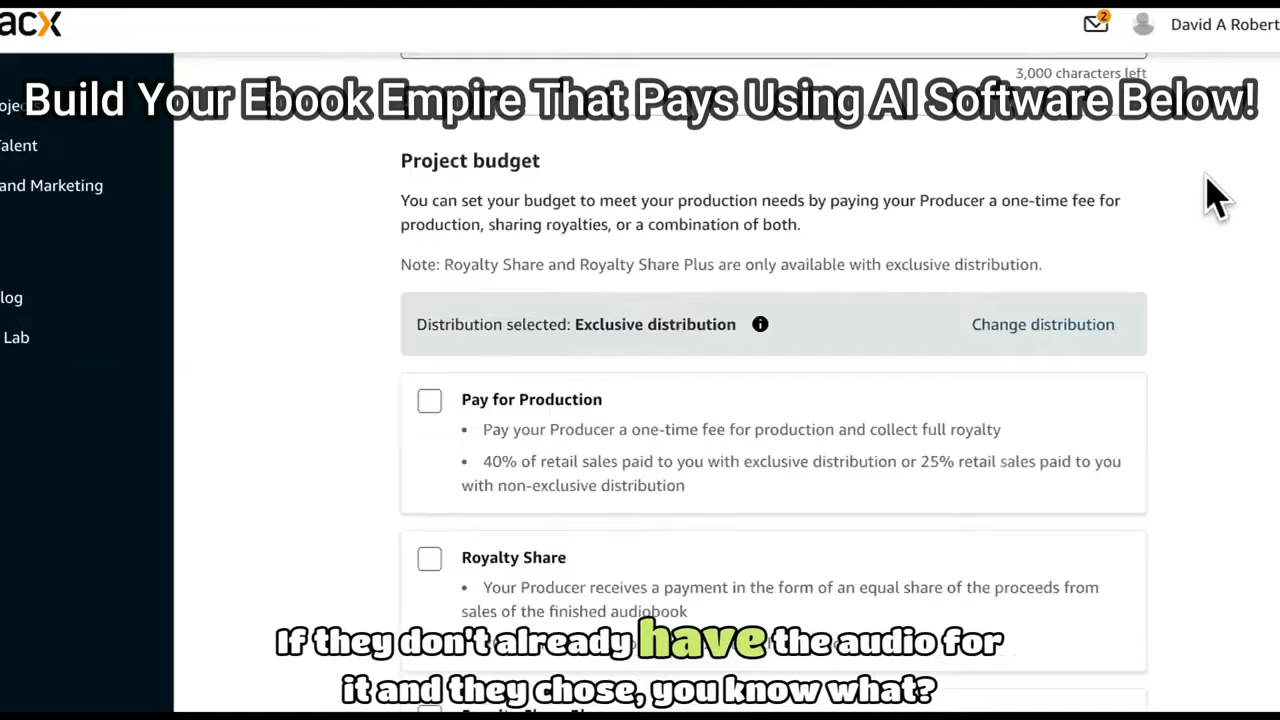 acx
2
David A Robert
3,000 characters left
Build Your Ebook Empire That Pays Using AI Software Below!
oje
Talent
and Marketing
log
Lab
Project budget
You can set your budget to meet your production needs by paying your Producer a one-time fee for
production, sharing royalties, or a combination of both.
Note: Royalty Share and Royalty Share Plus are only available with exclusive distribution.
Distribution selected: Exclusive distribution
Change distribution
Pay for Production
• Pay your Producer a one-time fee for production and collect full royalty
• 40% of retail sales paid to you with exclusive distribution or 25% retail sales paid to you
with non-exclusive distribution
Royalty Share
• Your Producer receives a payment in the form of an equal share of the proceeds from
sales of the finished audiobook
If they don't already have the audio for
it and they chose, you know what?